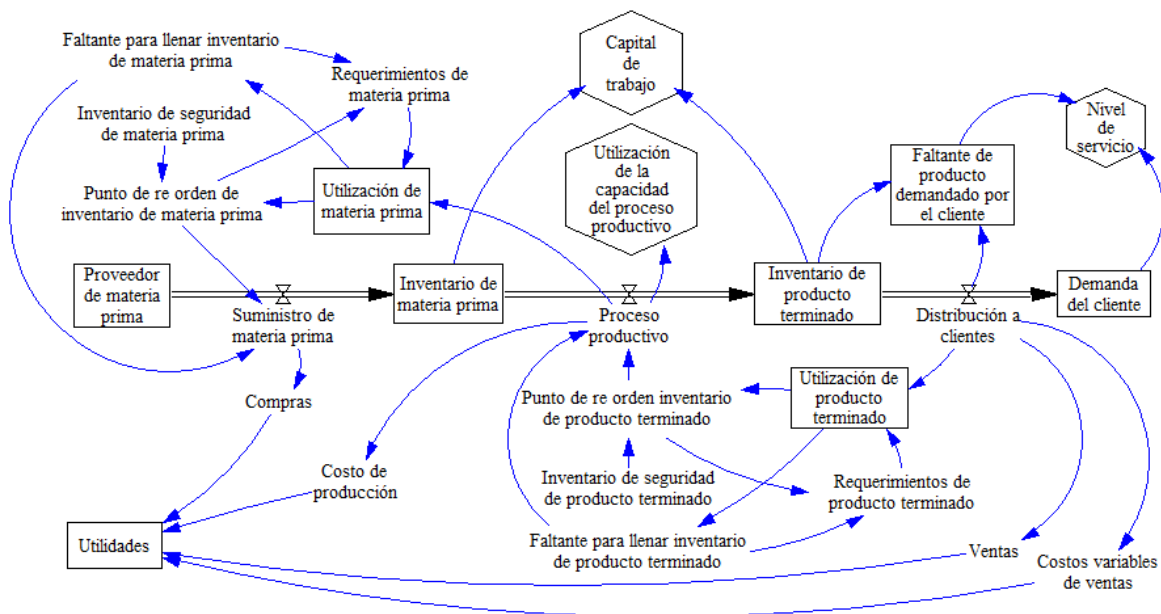 Faltante para llenar inventario
de materia prima
Requerimientos de
materia prima
Capital
de
trabajo
Inventario de seguridad
de materia prima
Utilización
de la
capacidad
del proceso
productivo
Nivel
de
servicio
Punto de re orden de
inventario de materia prima
Utilización de
materia prima
Faltante de
producto
demandado por
el cliente
Proveedor
de materia
prima
Suministro de
materia prima
Inventario de
materia prima
Proceso
productivo
Inventario de
producto
terminado
Distribución a
clientes
Demanda
del cliente
Compras
Punto de re orden inventario
de producto terminado
Utilización de
producto
terminado
Costo de
producción
Inventario de seguridad
de producto terminado
Requerimientos de
producto terminado
Utilidades
Faltante para llenar inventario
de producto terminado
Ventas
Costos variables
de ventas